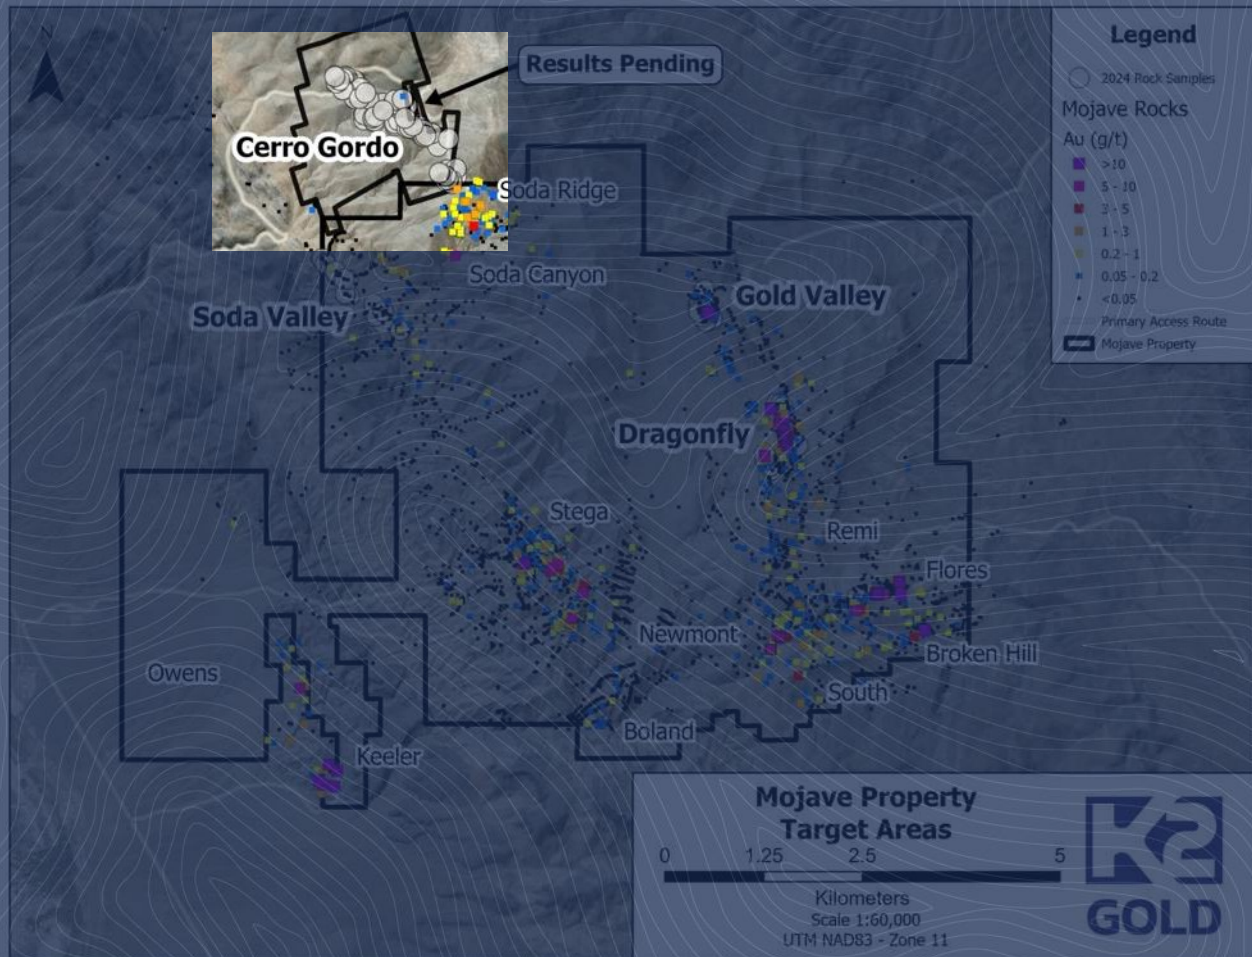 N
Results Pending
Legend
2024 Rock Samples
Mojave Rocks
Au (g/t)
>10
5 - 10
3 - 5
1 - 3
0.2 - 1
0.05 - 0.2
<0.05
Primary Access Route
Mojave Property
Cerro Gordo
Soda Ridge
Soda Canyon
Soda Valley
Gold Valley
Dragonfly
Stega
Remi
Flores
Newmont
Broken Hill
Owens
South
Boland
Keeler
Mojave Property
Target Areas
0 1.25 2.5 5
Kilometers
Scale 1:60,000
UTM NAD83 - Zone 11
K2
GOLD